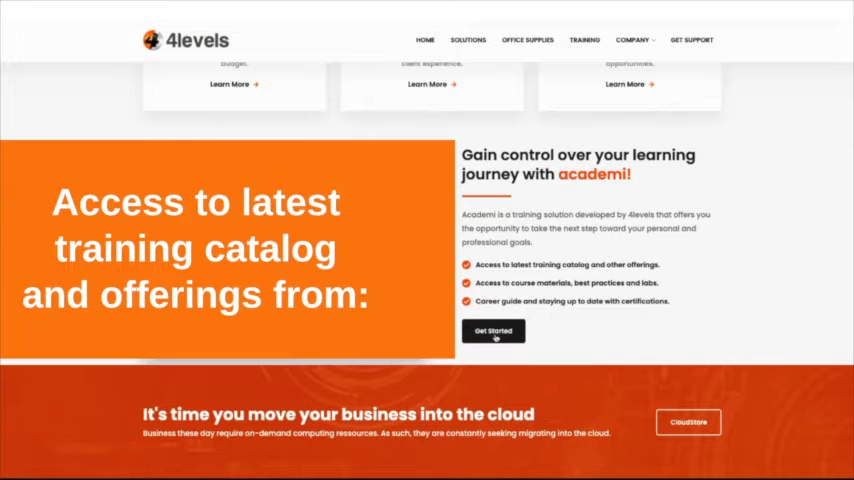 4levels
HOME SOLUTIONS OFFICE SUPPLIES TRAINING COMPANY GET SUPPORT
budget. client experience. opportunities.
Learn More Learn More Learn More
Access to latest
training catalog
and offerings from:
Gain control over your learning
journey with academi!
Academi is a training solution developed by 4levels that offers you
the opportunity to take the next step toward your personal and
professional goals.
Access to latest training catalog and other offerings.
Access to course materials, best practices and labs.
Career guide and staying up to date with certifications.
Get Started
It's time you move your business into the cloud
Business these day require on-demand computing ressources. As such, they are constantly seeking migrating into the cloud.
CloudStore